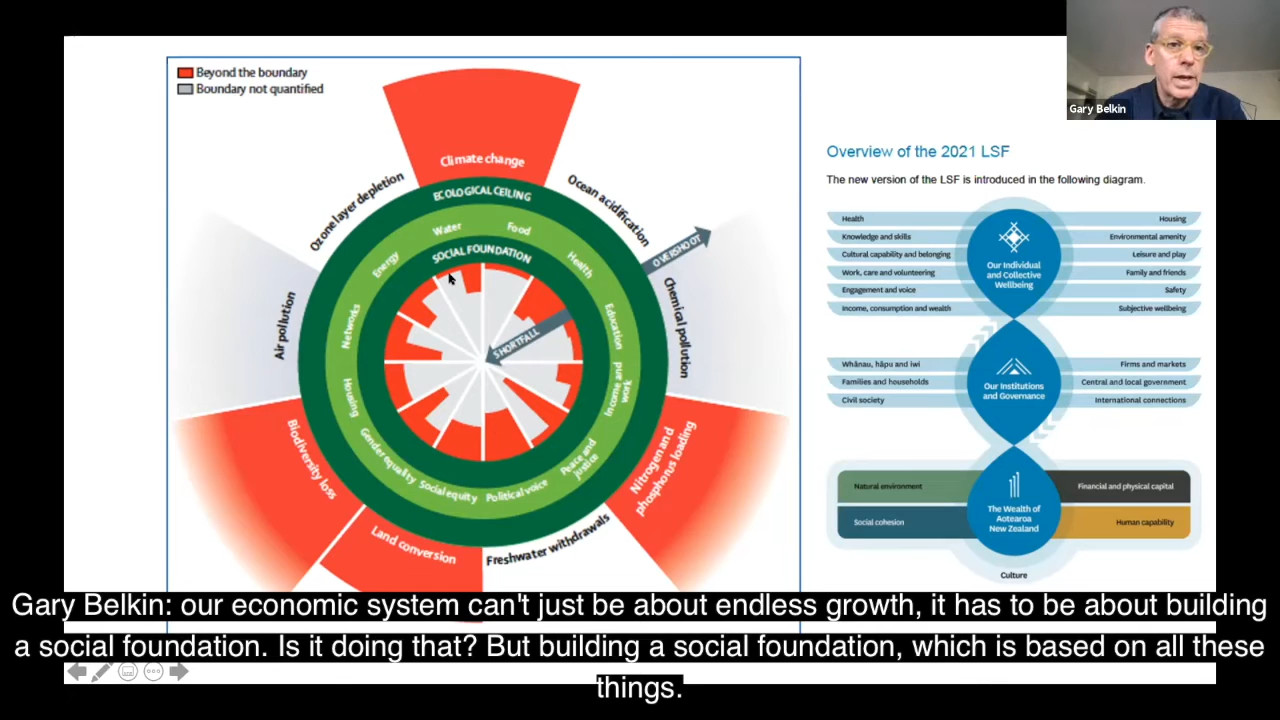 Beyond the boundary
Boundary not quantified
Climate change
ECOLOGICAL CEILING
Ozone layer depletion
Ocean acidification
OVERSHOOT
Air pollution
Chemical pollution
Biodiversity loss
Nitrogen and
phosphorus loading
Land conversion
Freshwater withdrawals
Water
Food
Energy
Health
SOCIAL FOUNDATION
Networks
Education
SHORTFALL
Housing
Income and
work
Gender equality
Peace and
justice
Social equity
Political voice
Gary Belkin
Overview of the 2021 LSF
The new version of the LSF is introduced in the following diagram.
Health
Knowledge and skills
Cultural capability and belonging
Work, care and volunteering
Engagement and voice
Income, consumption and wealth
Our Individual
and Collective
Wellbeing
Housing
Environmental amenity
Leisure and play
Family and friends
Safety
Subjective wellbeing
Whānau, hāpu and iwi
Families and households
Civil society
Our Institutions
and Governance
Firms and markets
Central and local government
International connections
Natural environment
Social cohesion
The Wealth of
Aotearoa
New Zealand
Financial and physical capital
Human capability
Culture
Gary Belkin: our economic system can't just be about endless growth, it has to be about building
a social foundation. Is it doing that? But building a social foundation, which is based on all these
things.